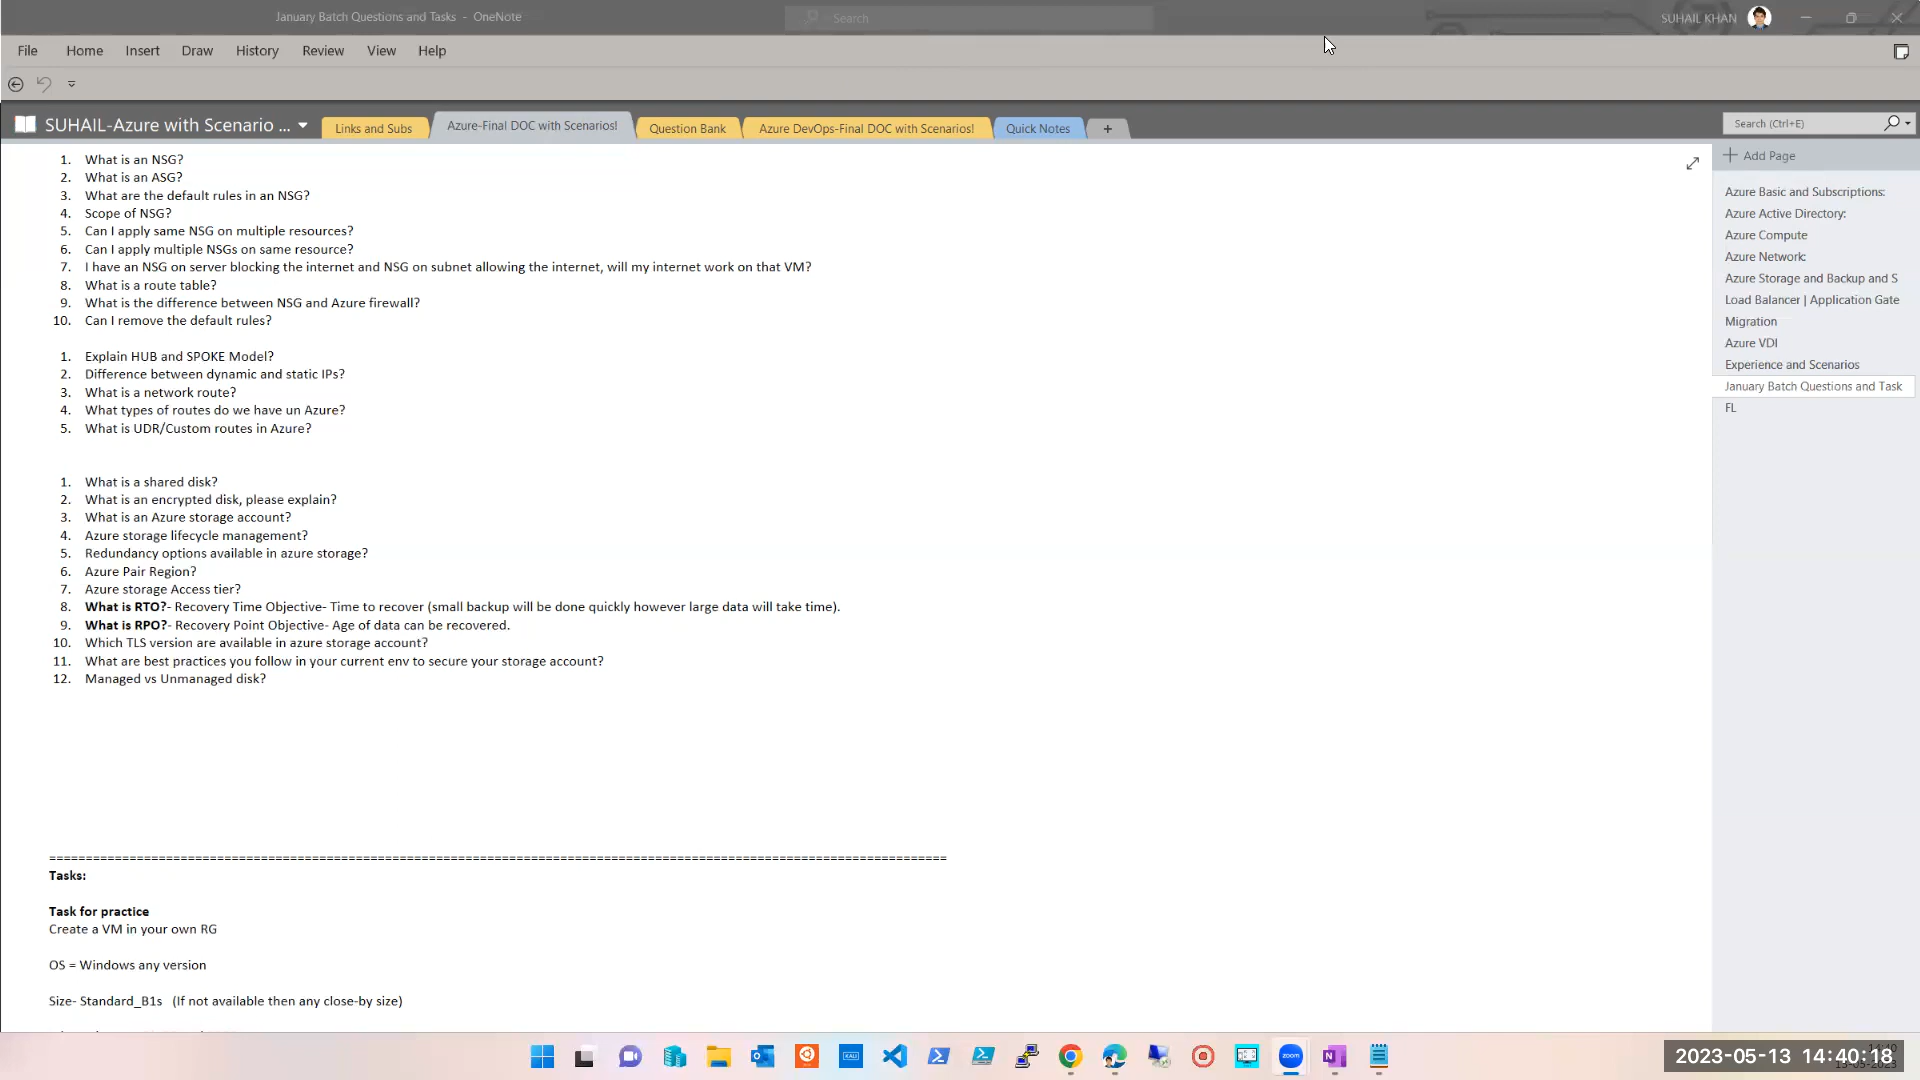 January Batch Questions and Tasks - OneNote
Search
SUHAIL KHAN
File Home Insert Draw History Review View Help
SUHAIL-Azure with Scenario ...
Links and Subs
Azure-Final DOC with Scenarios!
Question Bank
Azure DevOps-Final DOC with Scenarios!
Quick Notes
+
Search (Ctrl+E)
1. What is an NSG?
2. What is an ASG?
3. What are the default rules in an NSG?
4. Scope of NSG?
5. Can I apply same NSG on multiple resources?
6. Can I apply multiple NSGs on same resource?
7. I have an NSG on server blocking the internet and NSG on subnet allowing the internet, will my internet work on that VM?
8. What is a route table?
9. What is the difference between NSG and Azure firewall?
10. Can I remove the default rules?
1. Explain HUB and SPOKE Model?
2. Difference between dynamic and static IPs?
3. What is a network route?
4. What types of routes do we have un Azure?
5. What is UDR/Custom routes in Azure?
1. What is a shared disk?
2. What is an encrypted disk, please explain?
3. What is an Azure storage account?
4. Azure storage lifecycle management?
5. Redundancy options available in azure storage?
6. Azure Pair Region?
7. Azure storage Access tier?
8. What is RTO?- Recovery Time Objective- Time to recover (small backup will be done quickly however large data will take time).
9. What is RPO?- Recovery Point Objective- Age of data can be recovered.
10. Which TLS version are available in azure storage account?
11. What are best practices you follow in your current env to secure your storage account?
12. Managed vs Unmanaged disk?
Tasks:
Task for practice
Create a VM in your own RG
OS = Windows any version
Size- Standard_B1s (If not available then any close-by size)
Add Page
Azure Basic and Subscriptions:
Azure Active Directory:
Azure Compute
Azure Network:
Azure Storage and Backup and S
Load Balancer | Application Gate
Migration
Azure VDI
Experience and Scenarios
January Batch Questions and Task
FL
zoom
2023-05-13 14:40:18